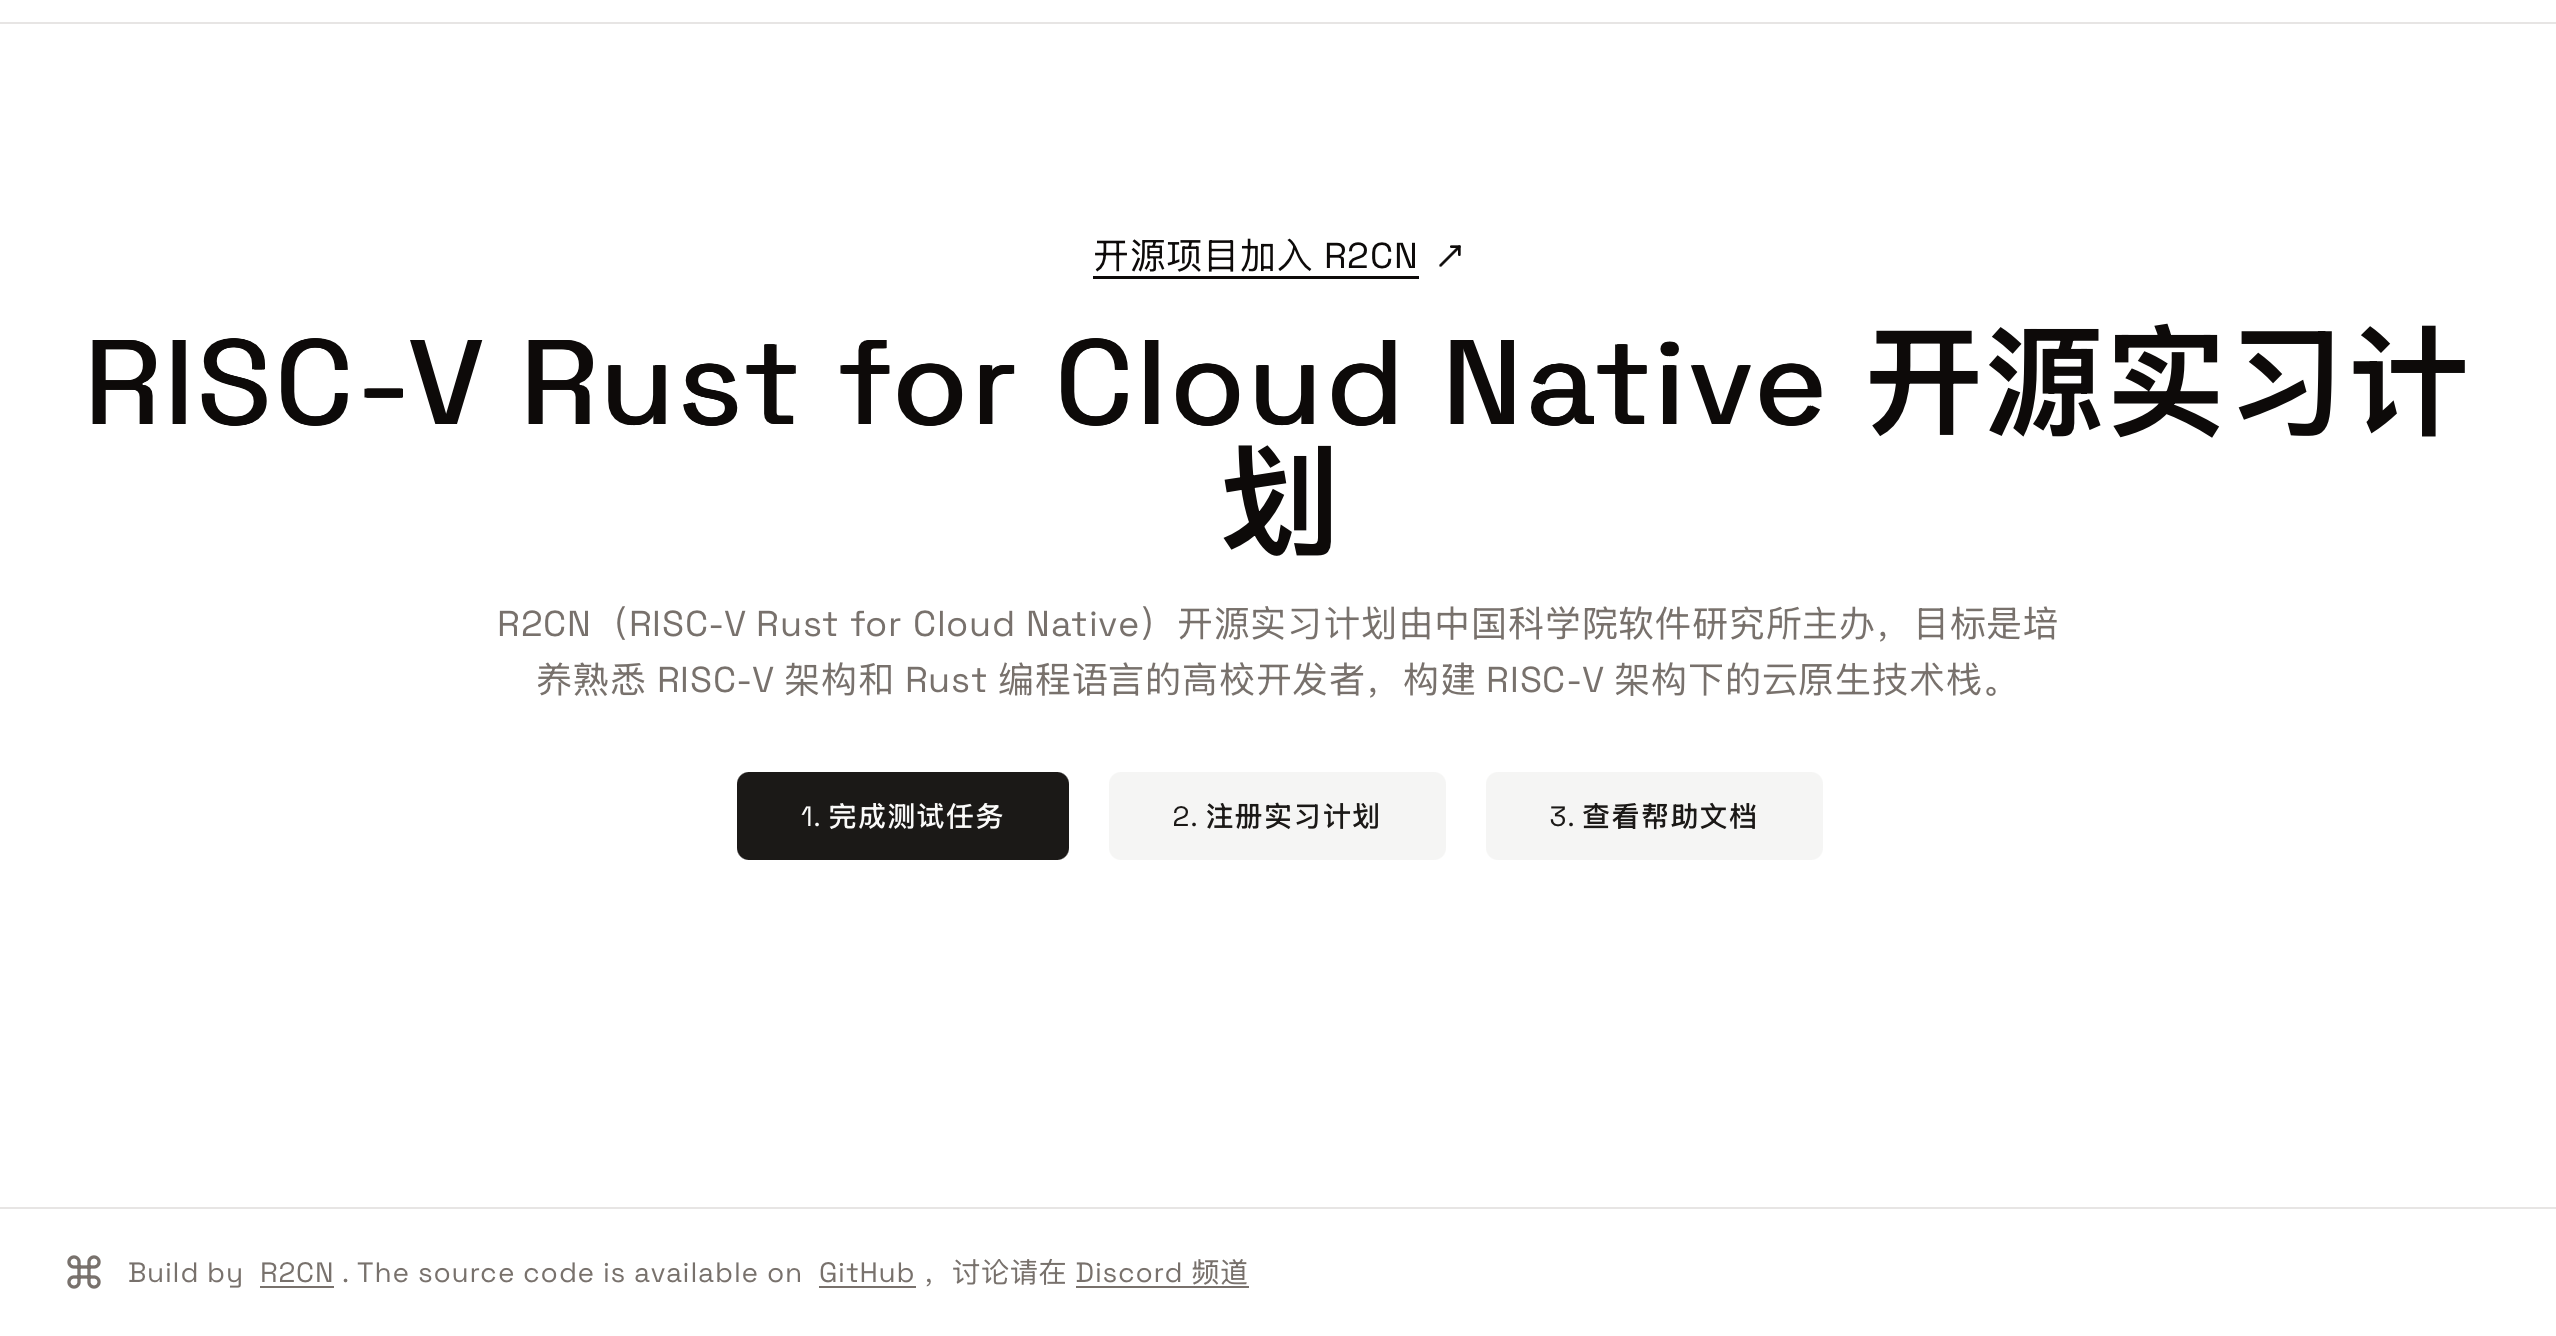 开源项目加入 R2CN ↗
RISC-V Rust for Cloud Native 开源实习计
划
R2CN（RISC-V Rust for Cloud Native）开源实习计划由中国科学院软件研究所主办，目标是培
养熟悉 RISC-V 架构和 Rust 编程语言的高校开发者，构建 RISC-V 架构下的云原生技术栈。
1. 完成测试任务
2. 注册实习计划
3. 查看帮助文档
⌘ Build by R2CN . The source code is available on GitHub ，讨论请在 Discord 频道